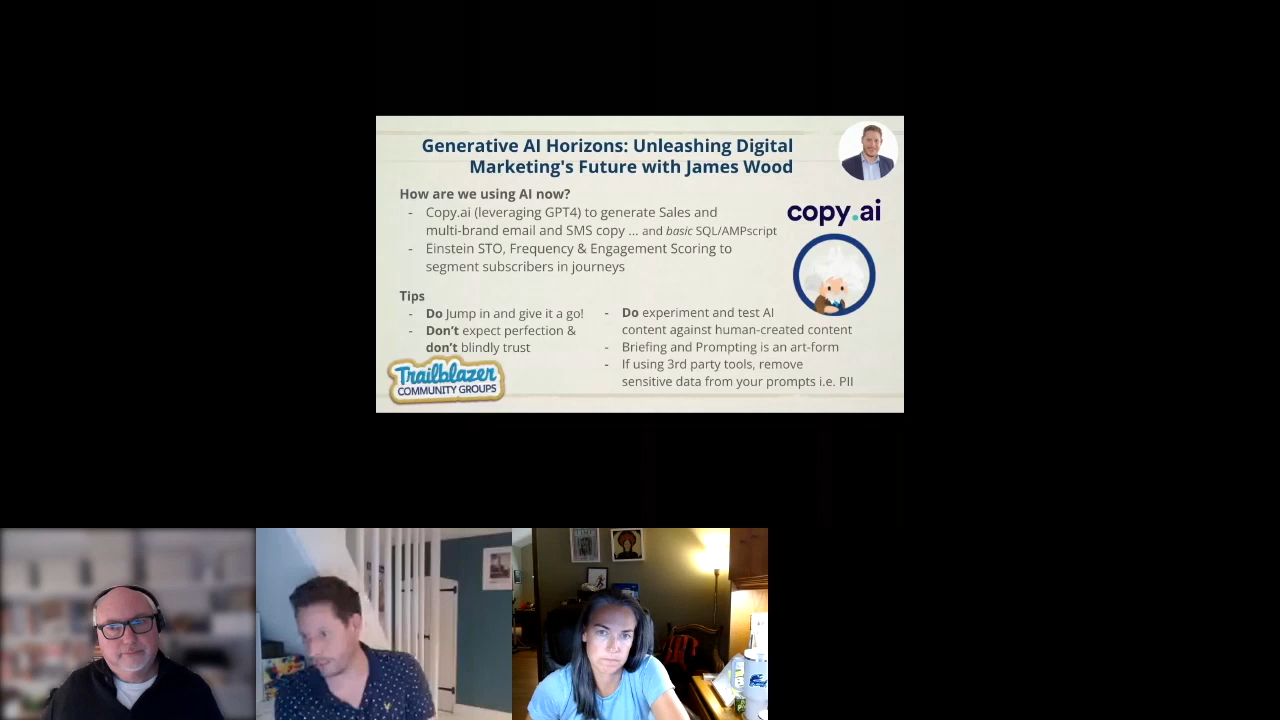 Generative AI Horizons: Unleashing Digital
Marketing's Future with James Wood
How are we using AI now?
- Copy.ai (leveraging GPT4) to generate Sales and
multi-brand email and SMS copy ... and basic SQL/AMPscript
- Einstein STO, Frequency & Engagement Scoring to
segment subscribers in journeys
copy.ai
Tips
- Do Jump in and give it a go!
- Don't expect perfection &
don't blindly trust
- Do experiment and test AI
content against human-created content
- Briefing and Prompting is an art-form
- If using 3rd party tools, remove
sensitive data from your prompts i.e. PII
Trailblazer
COMMUNITY GROUPS